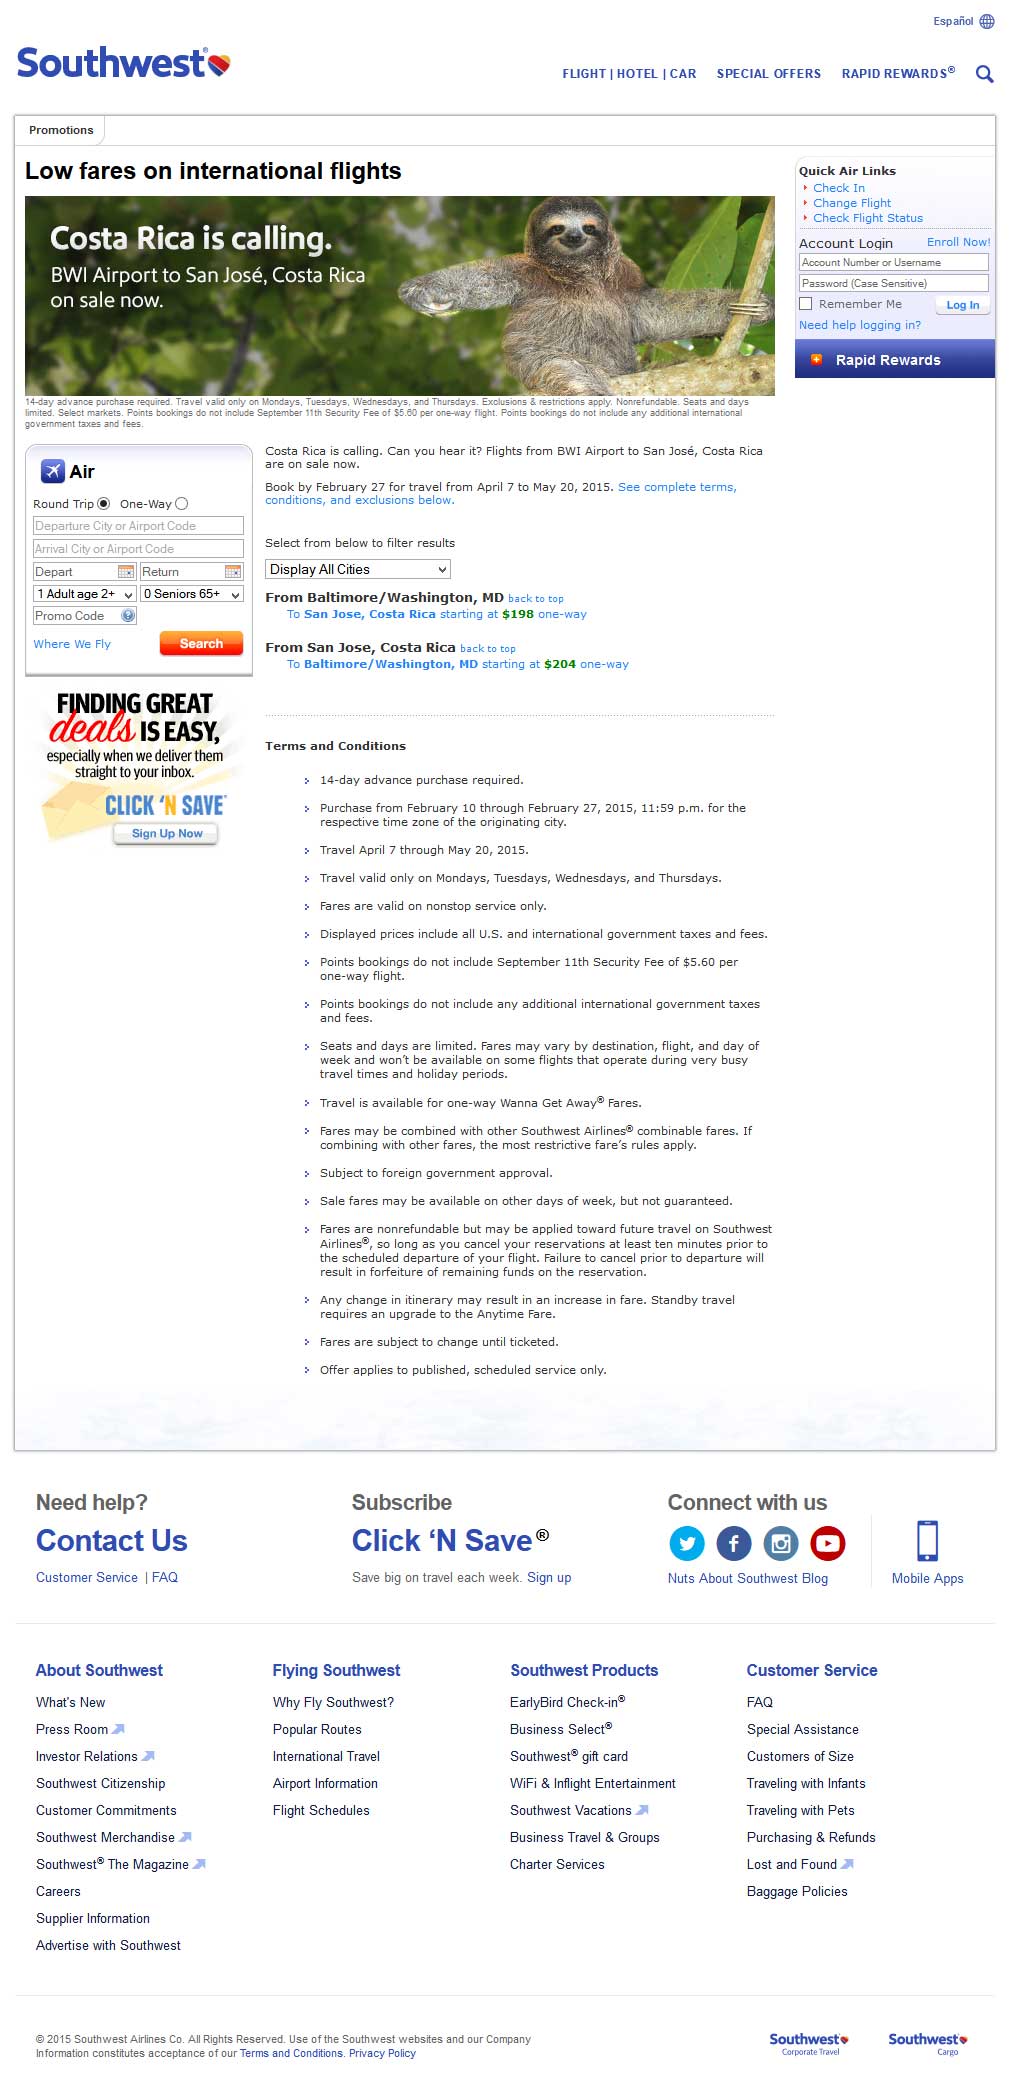 Español
Southwest®
FLIGHT | HOTEL | CAR SPECIAL OFFERS RAPID REWARDS®
Promotions
Low fares on international flights
Costa Rica is calling.
BWI Airport to San José, Costa Rica
on sale now.
14-day advance purchase required. Travel valid only on Mondays, Tuesdays, Wednesdays, and Thursdays. Exclusions & restrictions apply. Nonrefundable. Seats and days
limited. Select markets. Points bookings do not include September 11th Security Fee of $5.60 per one-way flight. Points bookings do not include any additional international
government taxes and fees.
Quick Air Links
Check In
Change Flight
Check Flight Status
Account Login Enroll Now!
Account Number or Username
Password (Case Sensitive)
Remember Me Log In
Need help logging in?
Rapid Rewards
Air
Round Trip One-Way
Departure City or Airport Code
Arrival City or Airport Code
Depart Return
1 Adult age 2+ 0 Seniors 65+
Promo Code ?
Where We Fly Search
FINDING GREAT
deals IS EASY,
especially when we deliver them
straight to your inbox.
CLICK 'N SAVE®
Sign Up Now
Costa Rica is calling. Can you hear it? Flights from BWI Airport to San José, Costa Rica
are on sale now.
Book by February 27 for travel from April 7 to May 20, 2015. See complete terms,
conditions, and exclusions below.
Select from below to filter results
Display All Cities
From Baltimore/Washington, MD back to top
To San Jose, Costa Rica starting at $198 one-way
From San Jose, Costa Rica back to top
To Baltimore/Washington, MD starting at $204 one-way
Terms and Conditions
14-day advance purchase required.
Purchase from February 10 through February 27, 2015, 11:59 p.m. for the
respective time zone of the originating city.
Travel April 7 through May 20, 2015.
Travel valid only on Mondays, Tuesdays, Wednesdays, and Thursdays.
Fares are valid on nonstop service only.
Displayed prices include all U.S. and international government taxes and fees.
Points bookings do not include September 11th Security Fee of $5.60 per
one-way flight.
Points bookings do not include any additional international government taxes
and fees.
Seats and days are limited. Fares may vary by destination, flight, and day of
week and won't be available on some flights that operate during very busy
travel times and holiday periods.
Travel is available for one-way Wanna Get Away® Fares.
Fares may be combined with other Southwest Airlines® combinable fares. If
combining with other fares, the most restrictive fare's rules apply.
Subject to foreign government approval.
Sale fares may be available on other days of week, but not guaranteed.
Fares are nonrefundable but may be applied toward future travel on Southwest
Airlines®, so long as you cancel your reservations at least ten minutes prior to
the scheduled departure of your flight. Failure to cancel prior to departure will
result in forfeiture of remaining funds on the reservation.
Any change in itinerary may result in an increase in fare. Standby travel
requires an upgrade to the Anytime Fare.
Fares are subject to change until ticketed.
Offer applies to published, scheduled service only.
Need help?
Contact Us
Customer Service | FAQ
Subscribe
Click ‘N Save®
Save big on travel each week. Sign up
Connect with us
Nuts About Southwest Blog
Mobile Apps
About Southwest
What's New
Press Room
Investor Relations
Southwest Citizenship
Customer Commitments
Southwest Merchandise
Southwest® The Magazine
Careers
Supplier Information
Advertise with Southwest
Flying Southwest
Why Fly Southwest?
Popular Routes
International Travel
Airport Information
Flight Schedules
Southwest Products
EarlyBird Check-in®
Business Select®
Southwest® gift card
WiFi & Inflight Entertainment
Southwest Vacations
Business Travel & Groups
Charter Services
Customer Service
FAQ
Special Assistance
Customers of Size
Traveling with Infants
Traveling with Pets
Purchasing & Refunds
Lost and Found
Baggage Policies
© 2015 Southwest Airlines Co. All Rights Reserved. Use of the Southwest websites and our Company
Information constitutes acceptance of our Terms and Conditions. Privacy Policy
Southwest
Corporate Travel
Southwest
Cargo